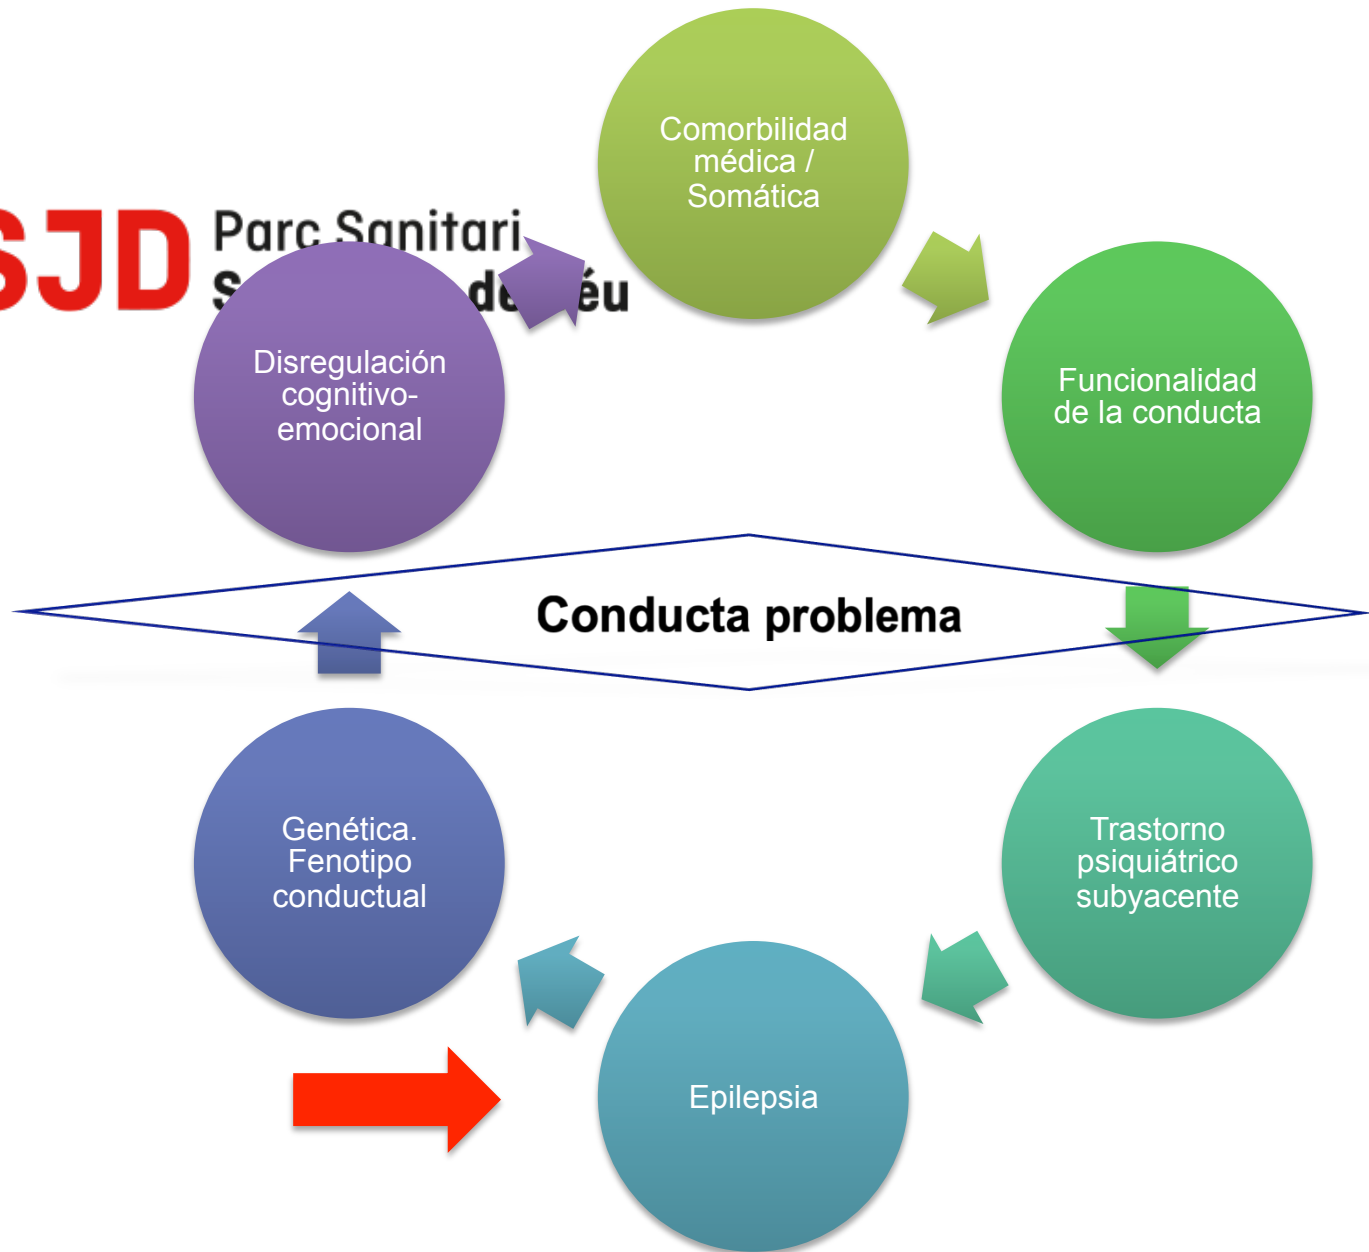 Comorbilidad
médica /
Somática
SJD
Parc Sanitari
Disregulación
cognitivo-
emocional
Funcionalidad
de la conducta
Conducta problema
Genética.
Fenotipo
conductual
Trastorno
psiquiátrico
subyacente
Epilepsia